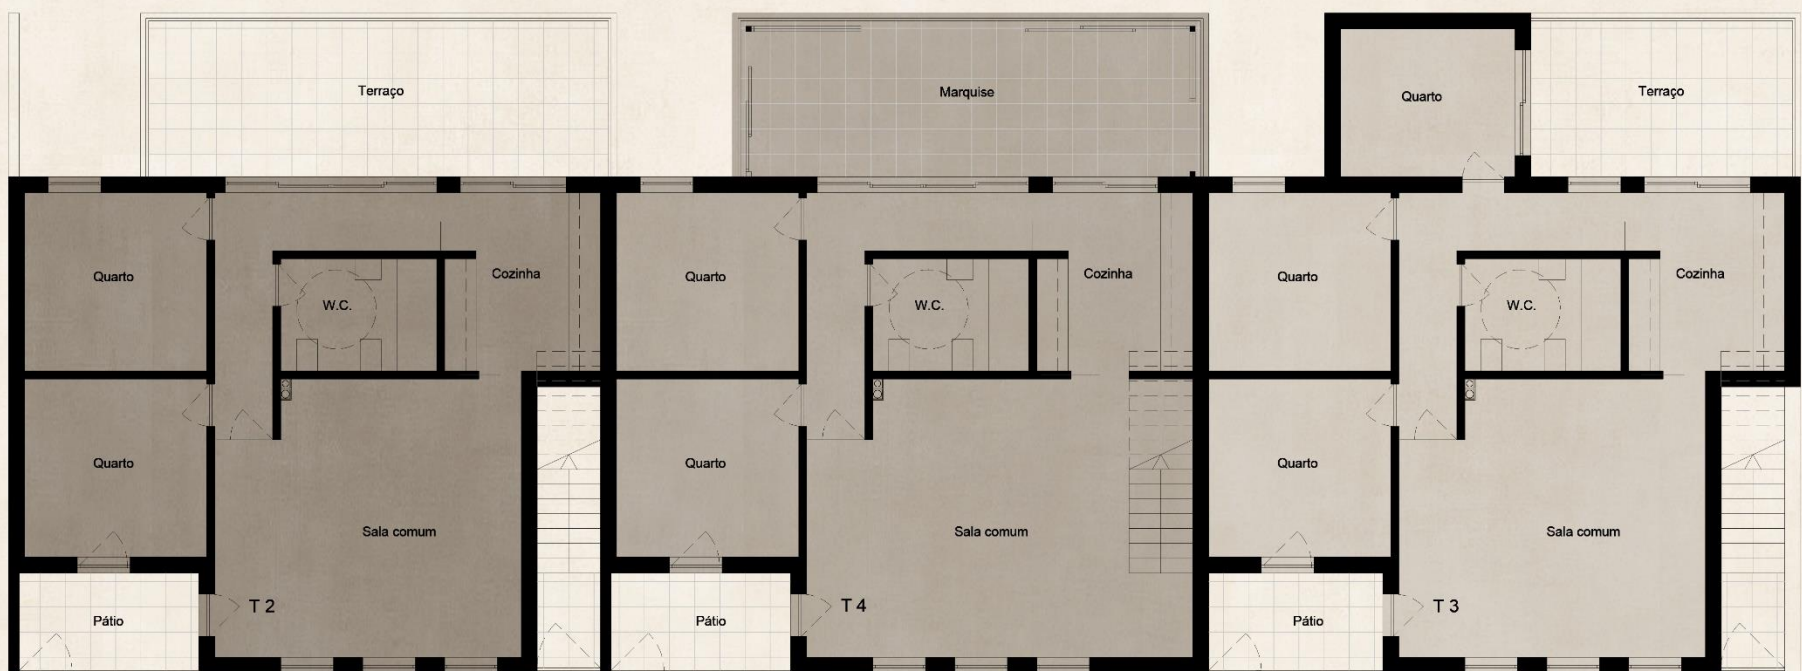 Terraço
Marquise
Quarto
Terraço
Quarto
Cozinha
W.C.
Quarto
Cozinha
W.C.
Quarto
Cozinha
W.C.
Quarto
Sala comum
Quarto
Sala comum
Quarto
Sala comum
Pátio
T 2
Pátio
T 4
Pátio
T 3